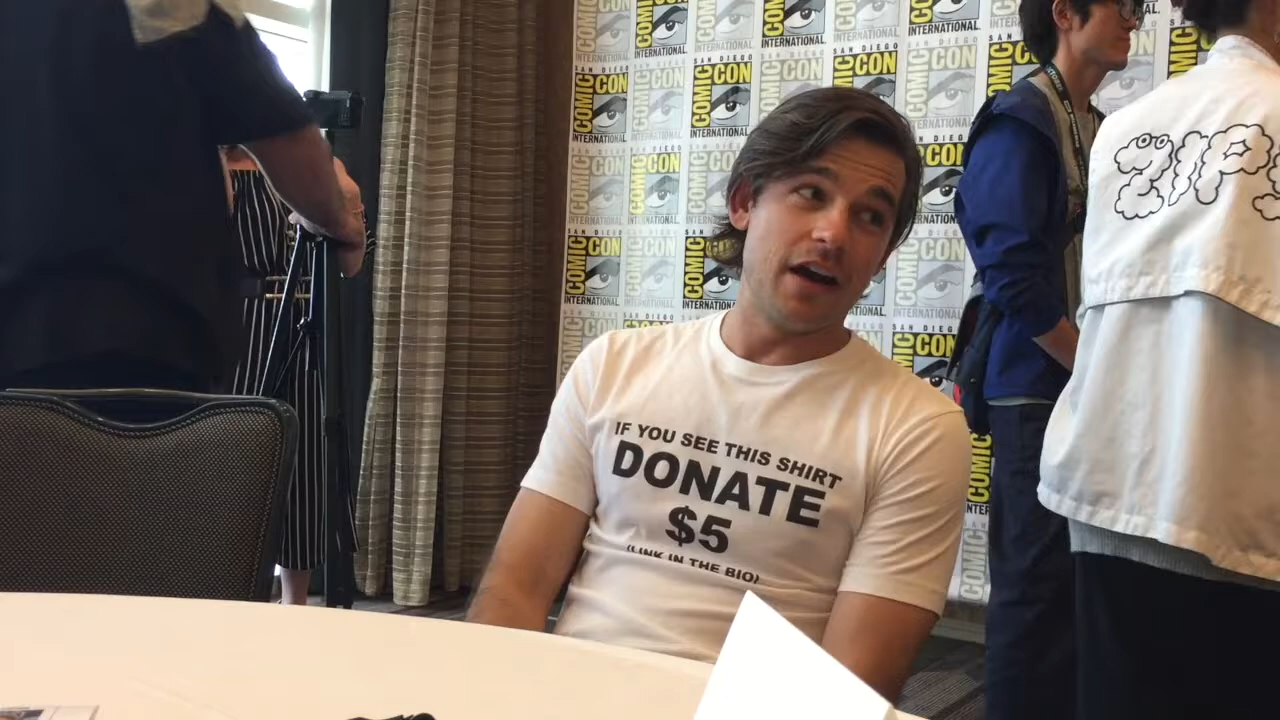 SAN DIEGO
COMIC CON
INTERNATIONAL
ZIP
IF YOU SEE THIS SHIRT
DONATE
$5
(LINK IN THE BIO)